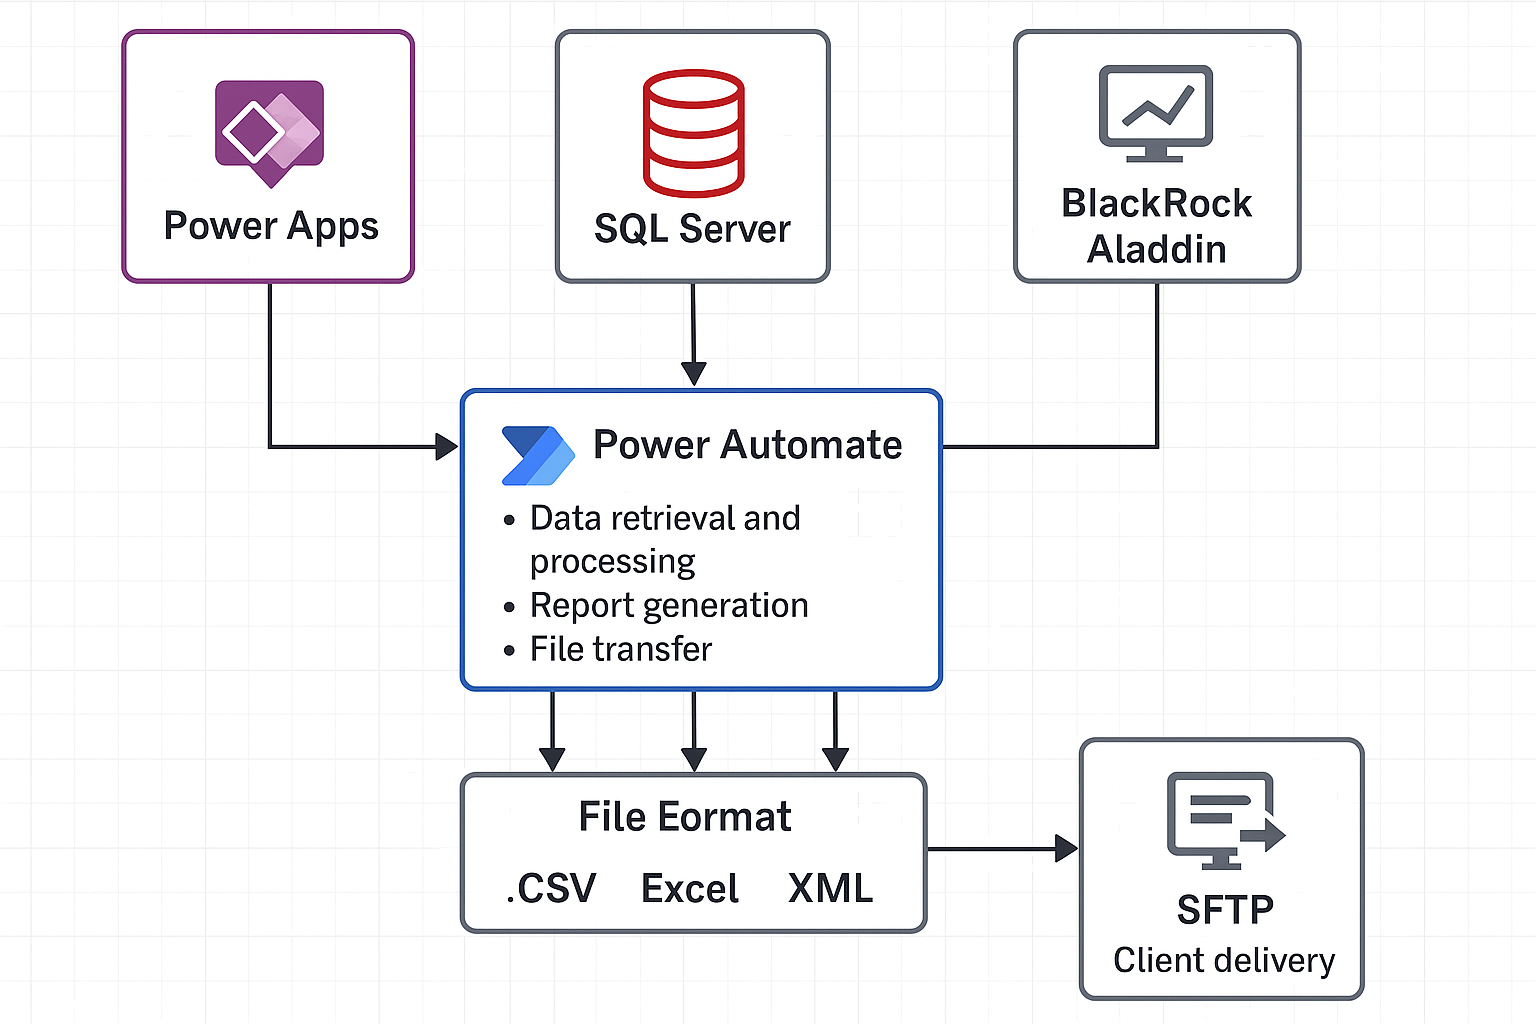 Power Apps
SQL Server
BlackRock
Aladdin
Power Automate
• Data retrieval and
processing
• Report generation
• File transfer
File Eormat
.CSV Excel XML
SFTP
Client delivery